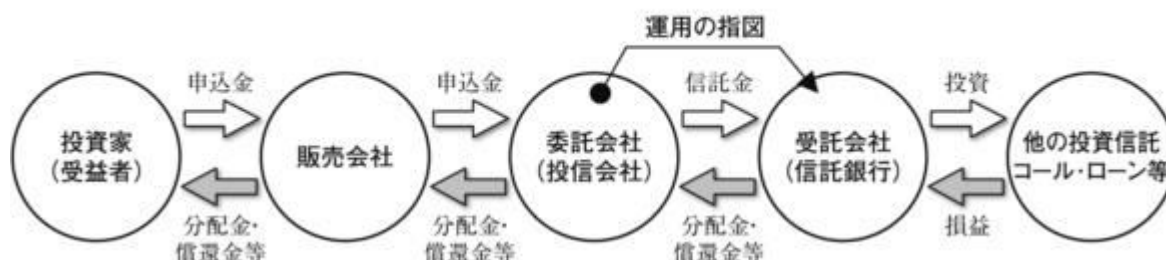 運用の指図
申込金
申込金
信託金
投資
投資家
(受益者)
販売会社
委託会社
(投信会社)
受託会社
(信託銀行)
他の投資信託
コール・ローン等
分配金・
償還金等
分配金・
償還金等
分配金・
償還金等
損益